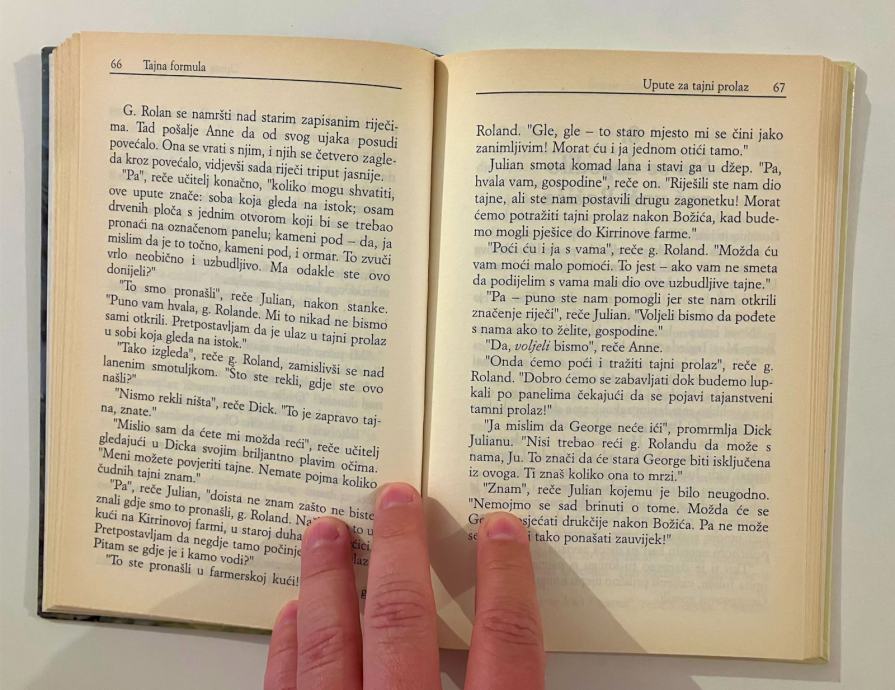 66 Tajna formula
G. Rolan se namršti nad starim zapisanim riječi-
ma. Tad pošalje Anne da od svog ujaka posudi
povećalo. Ona se vrati s njim, i njih se četvero zagle-
da kroz povećalo, vidjevši sada riječi triput jasnije.
"Pa", reče učitelj konačno, "koliko mogu shvatiti,
ove upute znače: soba koja gleda na istok; osam
drvenih ploča s jednim otvorom koji bi se trebao
pronaći na označenom panelu; kameni pod – da, ja
mislim da je to točno, kameni pod, i ormar. To zvuči
vrlo neobično i uzbudljivo. Ma odakle ste ovo
donijeli?"
"To smo pronašli", reče Julian, nakon stanke.
"Puno vam hvala, g. Rolande. Mi to nikad ne bismo
sami otkrili. Pretpostavljam da je ulaz u tajni prolaz
u sobi koja gleda na istok."
"Tako izgleda", reče g. Roland, zamislivši se nad
lanenim smotuljkom. "Što ste rekli, gdje ste ovo
našli?"
"Nismo rekli ništa", reče Dick. "To je zapravo taj-
na, znate."
"Mislio sam da ćete mi možda reći", reče učitelj
gledajući u Dicka svojim briljantno plavim očima.
"Meni možete povjeriti tajne. Nemate pojma koliko
čudnih tajni znam."
"Pa", reče Julian, "doista ne znam zašto ne biste
znali gdje smo to pronašli, g. Roland. to u
kući na Kirrinovoj farmi, u staroj
Pretpostavljam da negdje tamo
Pitam se gdje je i kamo vodi?"
"To ste pronašli u farmerskoj kući!
Upute za tajni prolaz 67
Roland. "Gle, gle – to staro mjesto mi se čini jako
zanimljivim! Morat ću i ja jednom otići tamo."
Julian smota komad lana i stavi ga u džep. "Pa,
hvala vam, gospodine", reče on. "Riješili ste nam dio
tajne, ali ste nam postavili drugu zagonetku! Morat
ćemo potražiti tajni prolaz nakon Božića, kad bude-
mo mogli pješice do Kirrinove farme."
"Poći ću i ja s vama", reče g. Roland. "Možda ću
vam moći malo pomoći. To jest – ako vam ne smeta
da podijelim s vama mali dio ove uzbudljive tajne."
"Pa – puno ste nam pomogli jer ste nam otkrili
značenje riječi", reče Julian. "Voljeli bismo da pođete
s nama ako to želite, gospodine."
"Da, voljeli bismo", reče Anne.
"Onda ćemo poći i tražiti tajni prolaz", reče g.
Roland. "Dobro ćemo se zabavljati dok budemo lup-
kali po panelima čekajući da se pojavi tajanstveni
tamni prolaz!"
"Ja mislim da George neće ići", promrmlja Dick
Julianu. "Nisi trebao reći g. Rolandu da može s
nama, Ju. To znači da će stara George biti isključena
iz ovoga. Ti znaš koliko ona to mrzi."
"Znam", reče Julian kojemu je bilo neugodno.
"Nemojmo se sad brinuti o tome. Možda će se
drukčije nakon Božića. Pa ne može
tako ponašati zauvijek!"